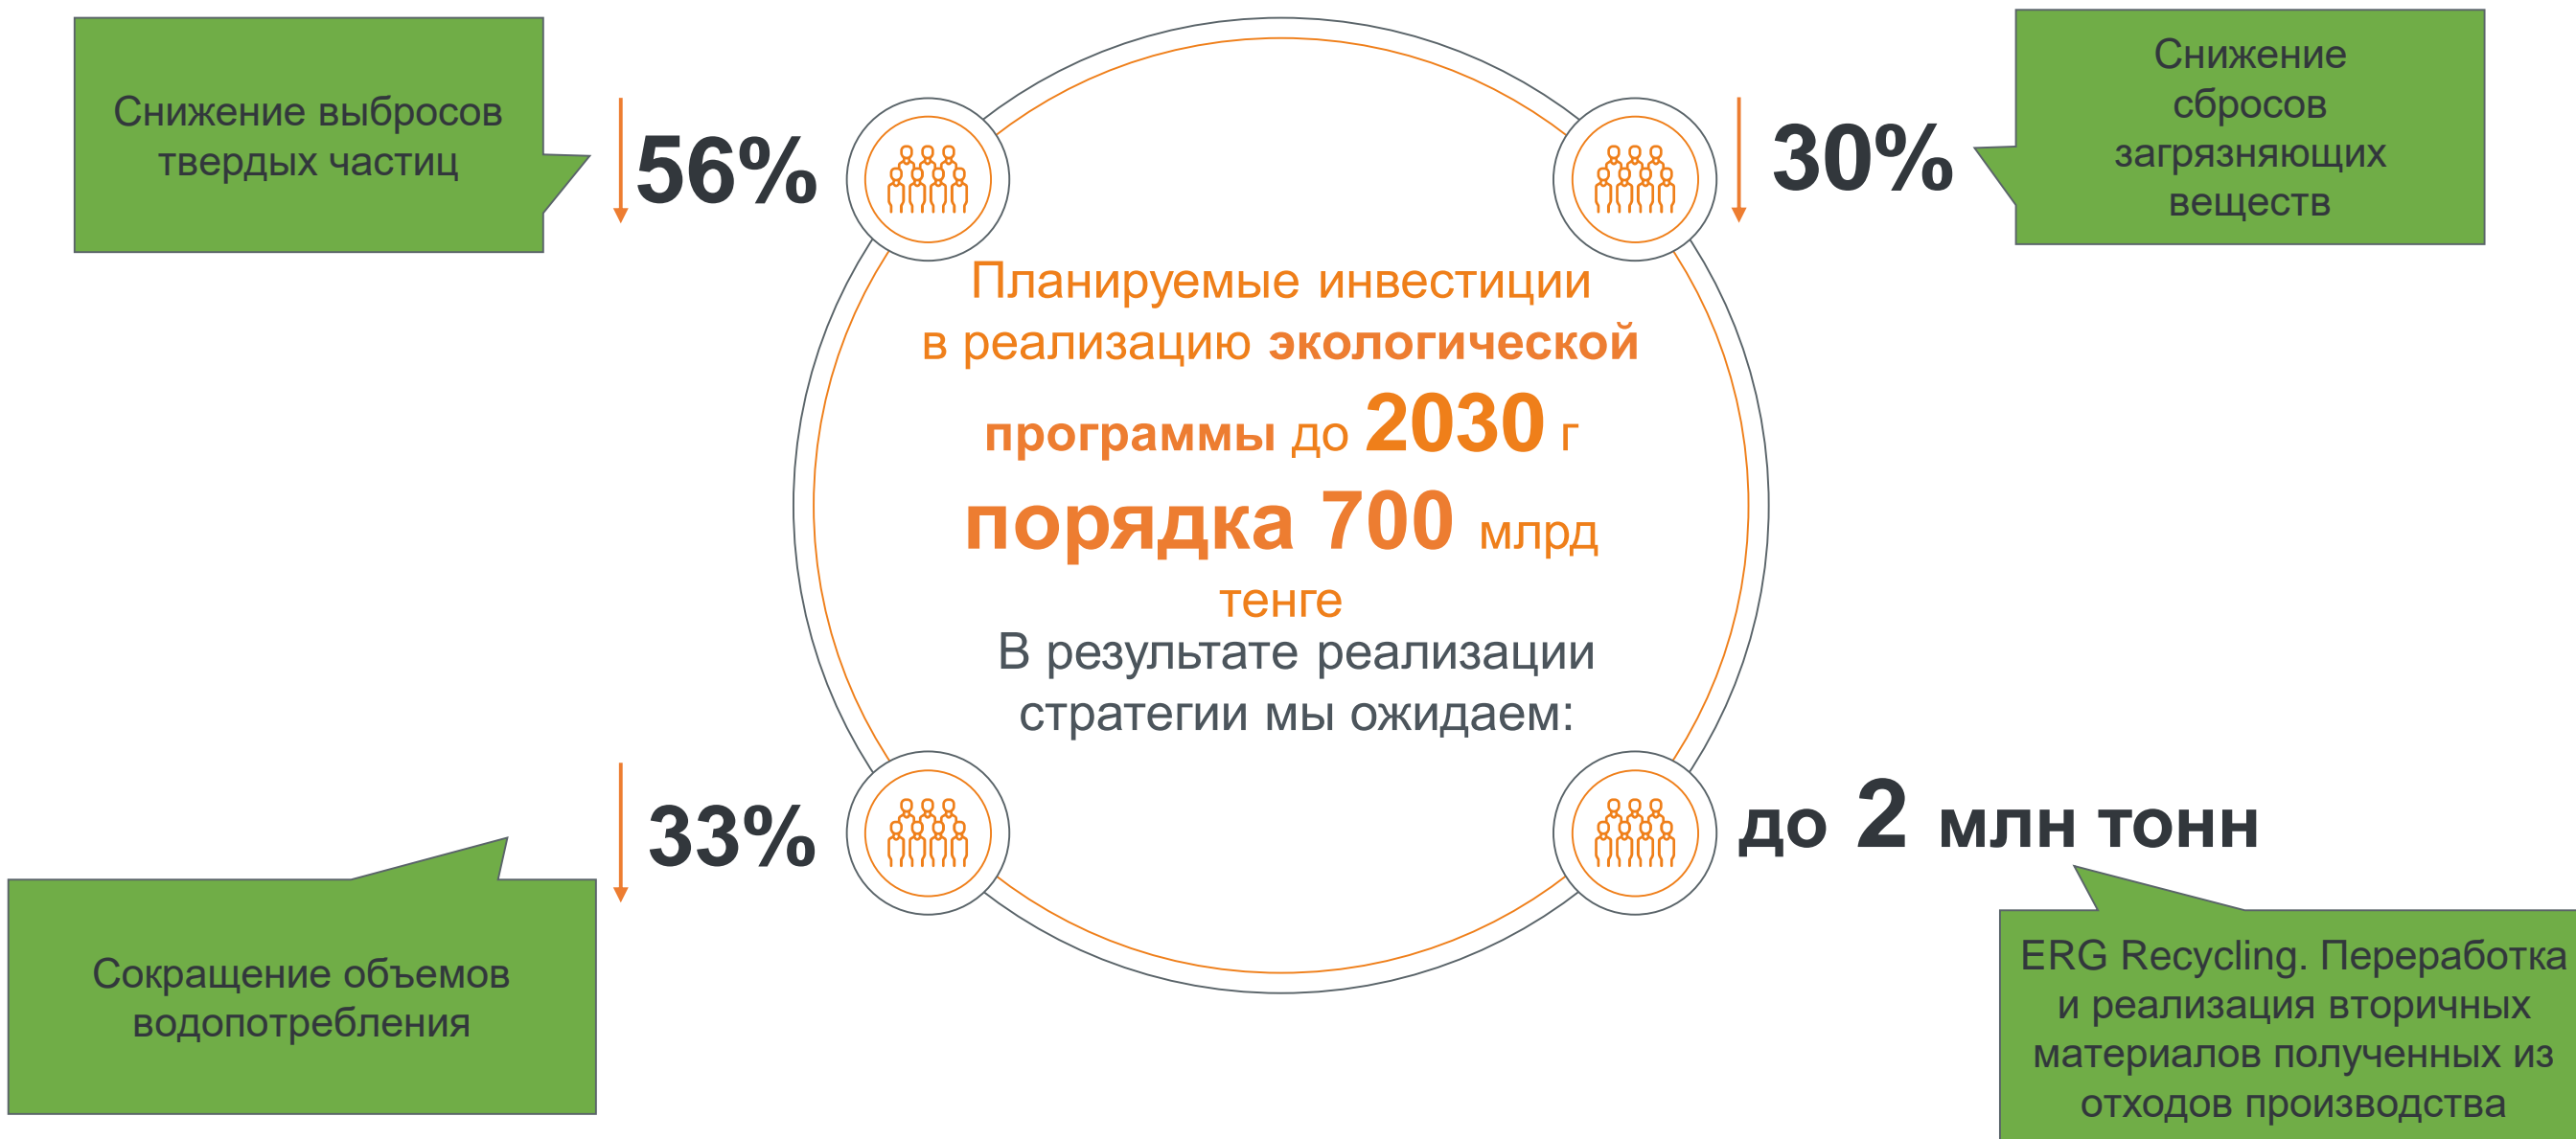 Снижение выбросов
твердых частиц
56%
30%
Снижение
сбросов
загрязняющих
веществ
Планируемые инвестиции
в реализацию экологической
программы до 2030 г
порядка 700 млрд
тенге
В результате реализации
стратегии мы ожидаем:
33%
Сокращение объемов
водопотребления
до 2 млн тонн
ERG Recycling. Переработка
и реализация вторичных
материалов полученных из
отходов производства